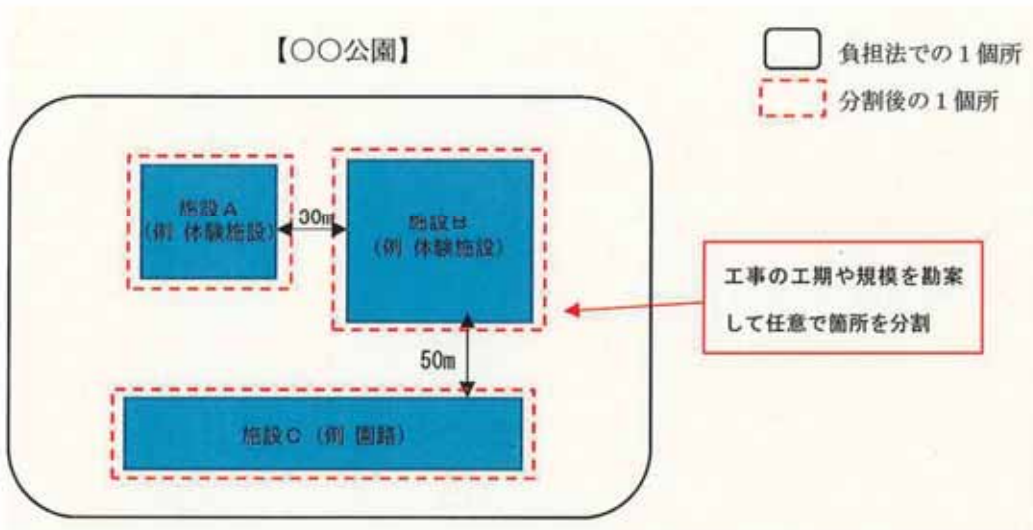 【〇〇公園】
負担法での1個所
分割後の1個所
施設A
(例 体験施設)
30m
施設B
(例 体験施設)
工事の工期や規模を勘案
して任意で箇所を分割
50m
施設C (例 園路)